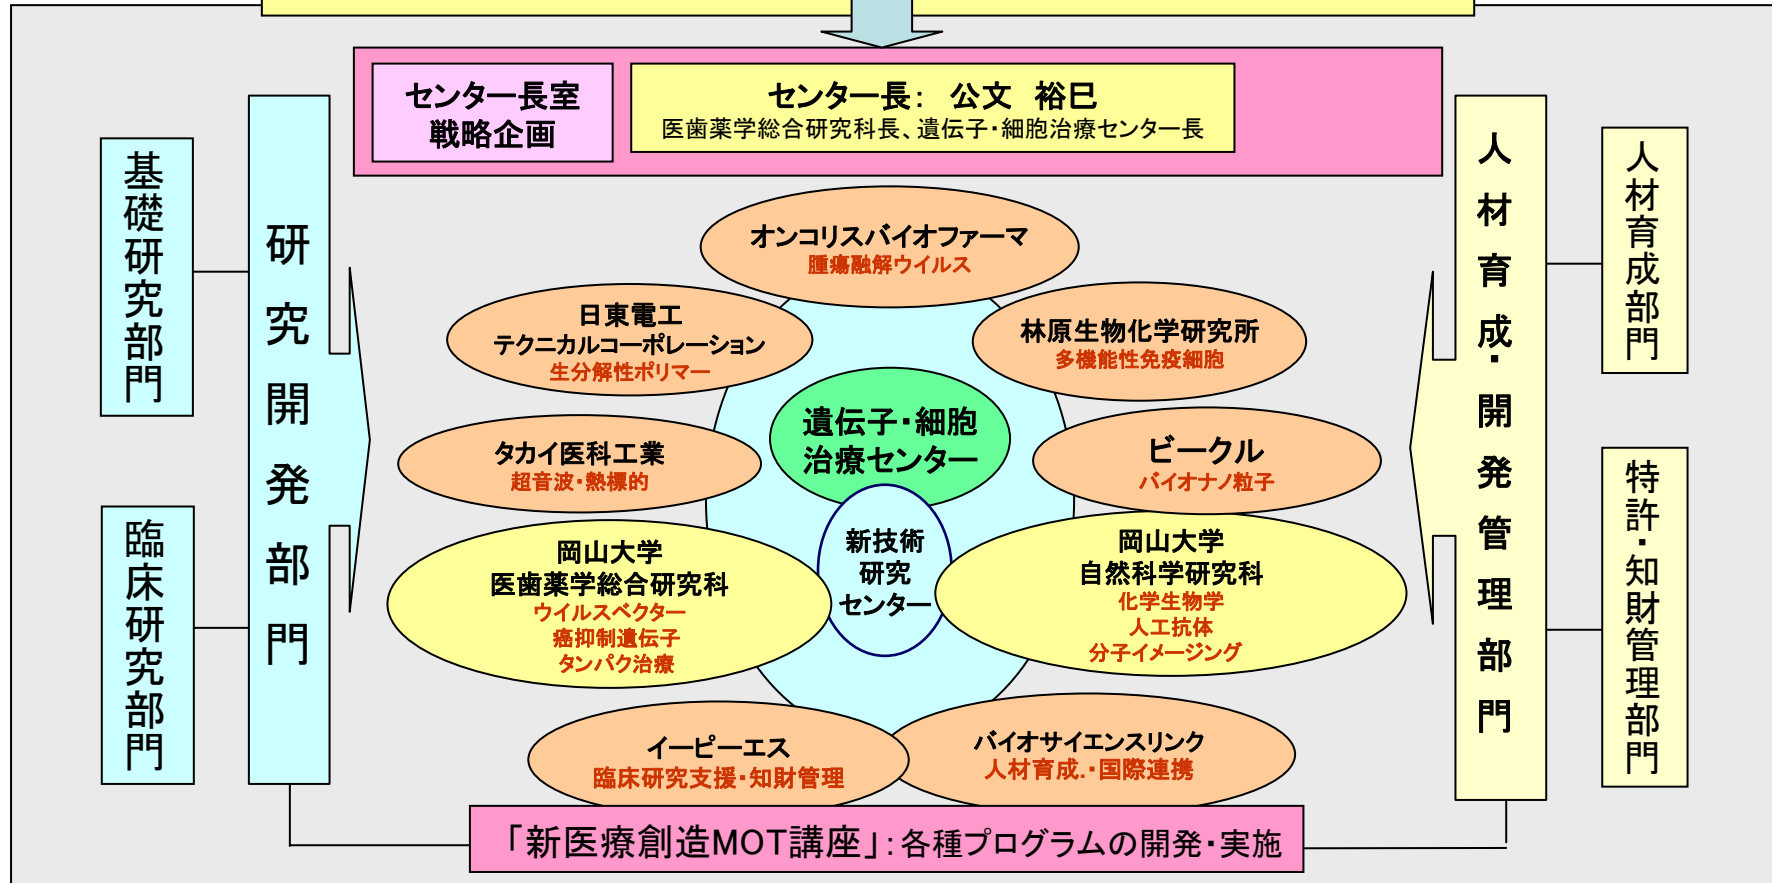 センター長室
戦略企画
センター長： 公文 裕巳
医歯薬学総合研究科長、遺伝子・細胞治療センター長
基礎研究部門
臨床研究部門
研究開発部門
オンコリスバイオファーマ
腫瘍融解ウイルス
日東電工
テクニカルコーポレーション
生分解性ポリマー
林原生物化学研究所
多機能性免疫細胞
遺伝子・細胞
治療センター
タカイ医科工業
超音波・熱標的
ビークル
バイオナノ粒子
新技術
研究
センター
岡山大学
医歯薬学総合研究科
ウイルスベクター
癌抑制遺伝子
タンパク治療
岡山大学
自然科学研究科
化学生物学
人工抗体
分子イメージング
イーピーエス
臨床研究支援・知財管理
バイオサイエンスリンク
人材育成.・国際連携
人材育成・開発管理部門
人材育成部門
特許・知財管理部門
「新医療創造MOT講座」：各種プログラムの開発・実施